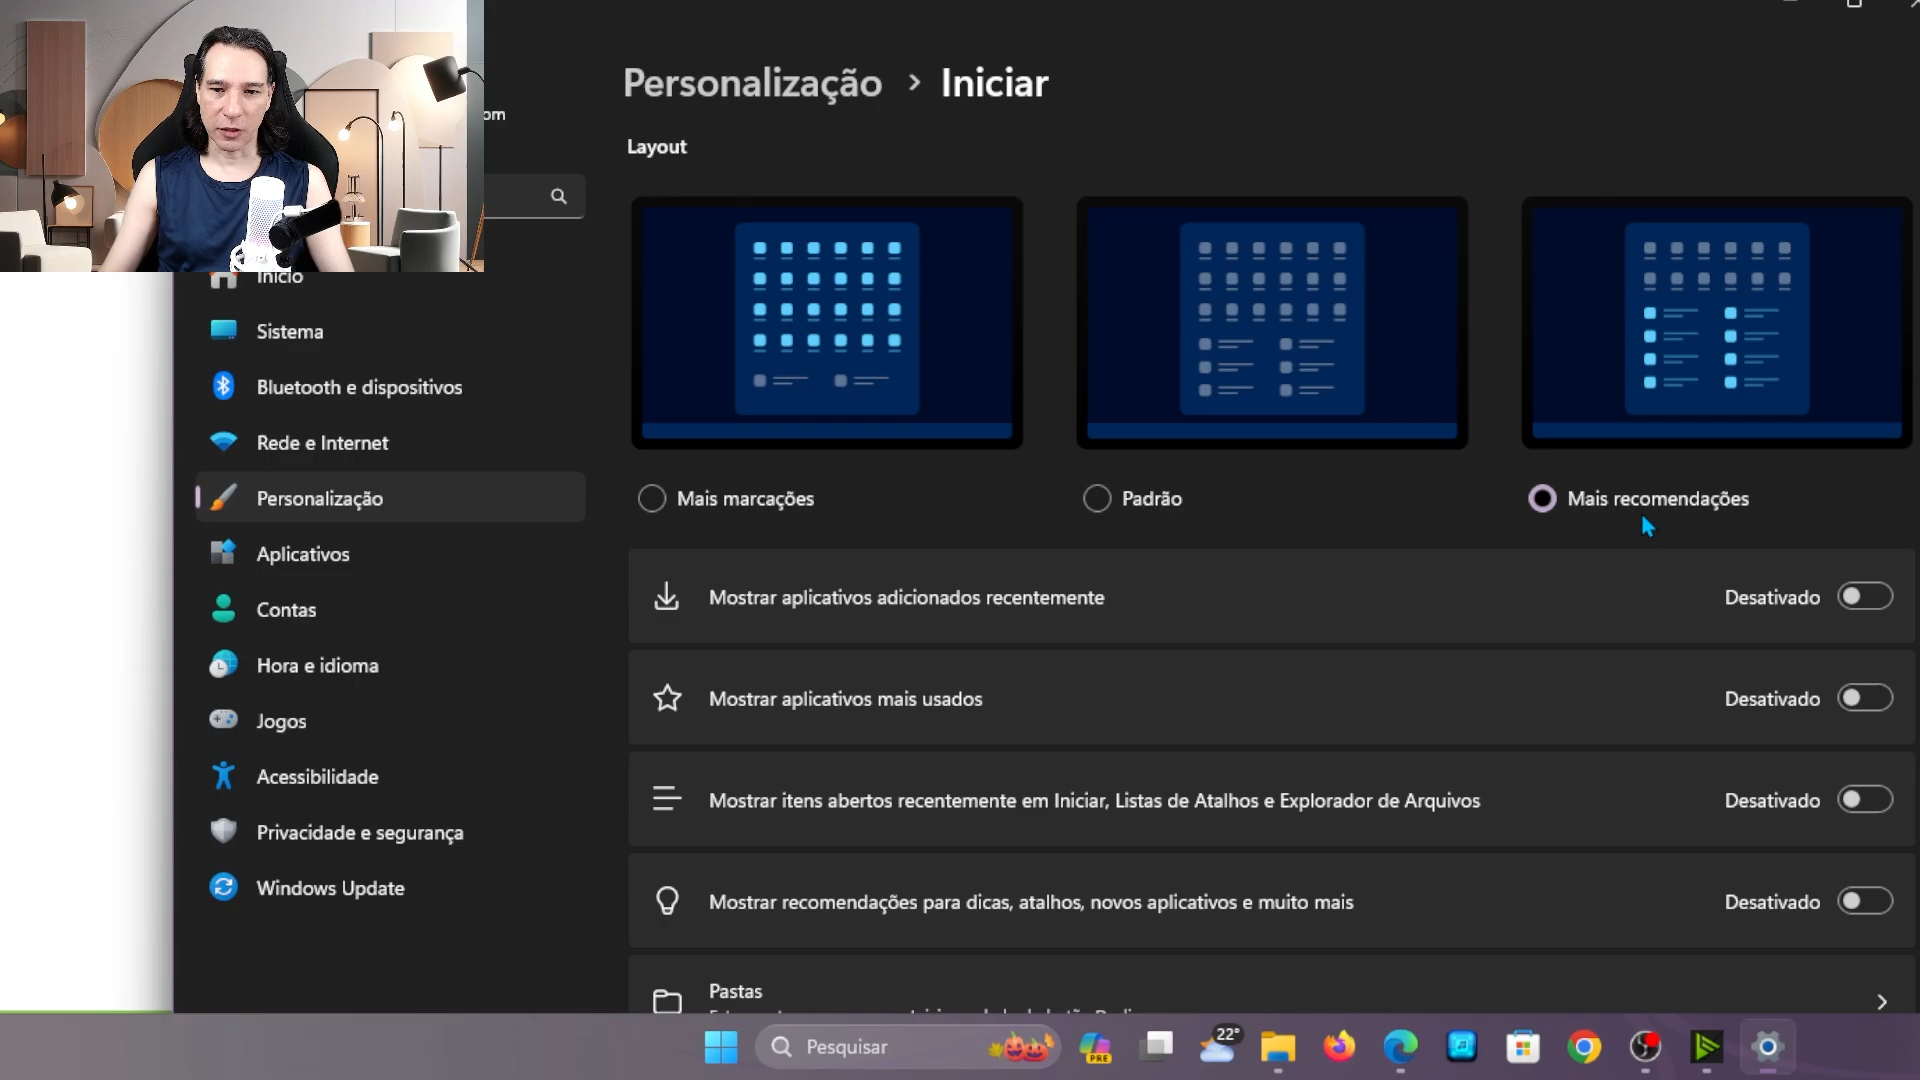 Personalização > Iniciar
om
Layout
Início
Sistema
Bluetooth e dispositivos
Rede e Internet
Personalização
Aplicativos
Contas
Hora e idioma
Jogos
Acessibilidade
Privacidade e segurança
Windows Update
Mais marcações
Padrão
Mais recomendações
Mostrar aplicativos adicionados recentemente
Desativado
Mostrar aplicativos mais usados
Desativado
Mostrar itens abertos recentemente em Iniciar, Listas de Atalhos e Explorador de Arquivos
Desativado
Mostrar recomendações para dicas, atalhos, novos aplicativos e muito mais
Desativado
Pastas
Pesquisar
PRE
22°